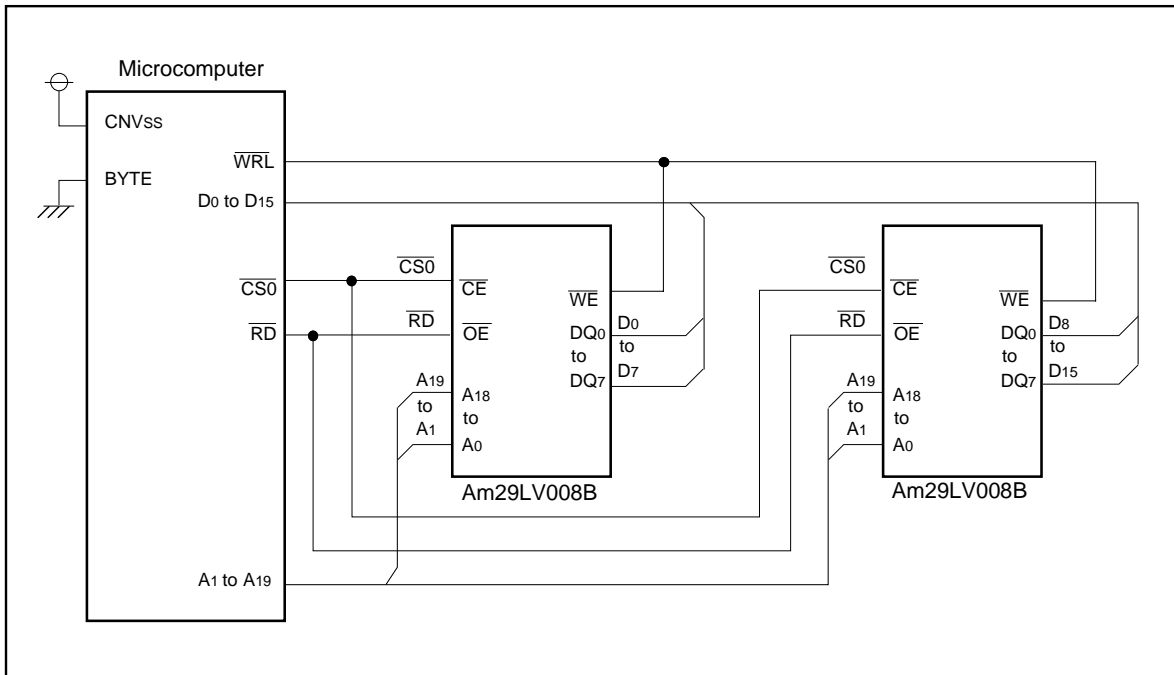 Microcomputer
CNVss
BYTE
WRL
D0 to D15
CS0
RD
A1 to A19
CS0
RD
A19
to
A1
CE
OE
A18
to
A0
WE
DQ0
to
DQ7
D0
to
D7
Am29LV008B
CS0
RD
A19
to
A1
CE
OE
A18
to
A0
WE
DQ0
to
DQ7
D8
to
D15
Am29LV008B